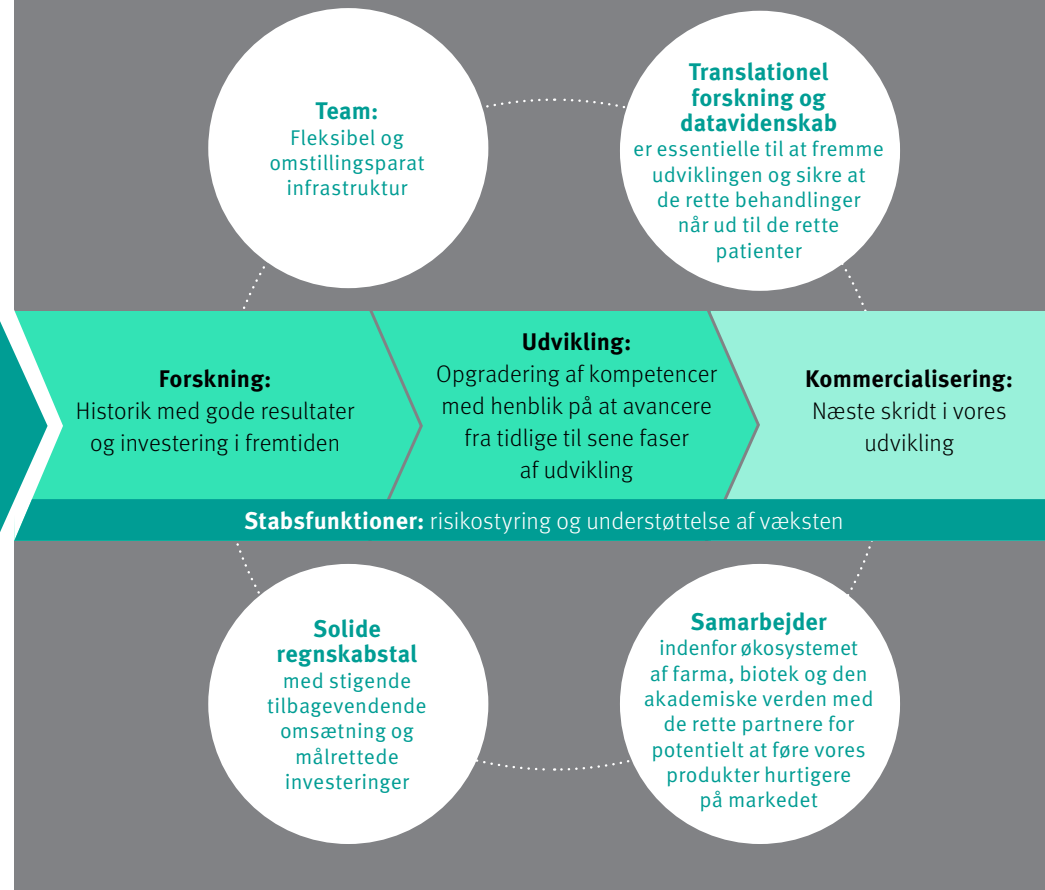 Team:
Fleksibel og
omstillingsparat
infrastruktur
Translationel
forskning og
datavidenskab
er essentielle til at fremme
udviklingen og sikre at
de rette behandlinger
når ud til de rette
patienter
Forskning:
Historik med gode resultater
og investering i fremtiden
Udvikling:
Opgradering af kompetencer
med henblik på at avancere
fra tidlige til sene faser
af udvikling
Kommercialisering:
Næste skridt i vores
udvikling
Stabsfunktioner: risikostyring og understøttelse af væksten
Solide
regnskabstal
med stigende
tilbagevendende
omsætning og
målrettede
investeringer
Samarbejder
indenfor økosystemet
af farma, biotek og den
akademiske verden med
de rette partnere for
potentielt at føre vores
produkter hurtigere
på markedet